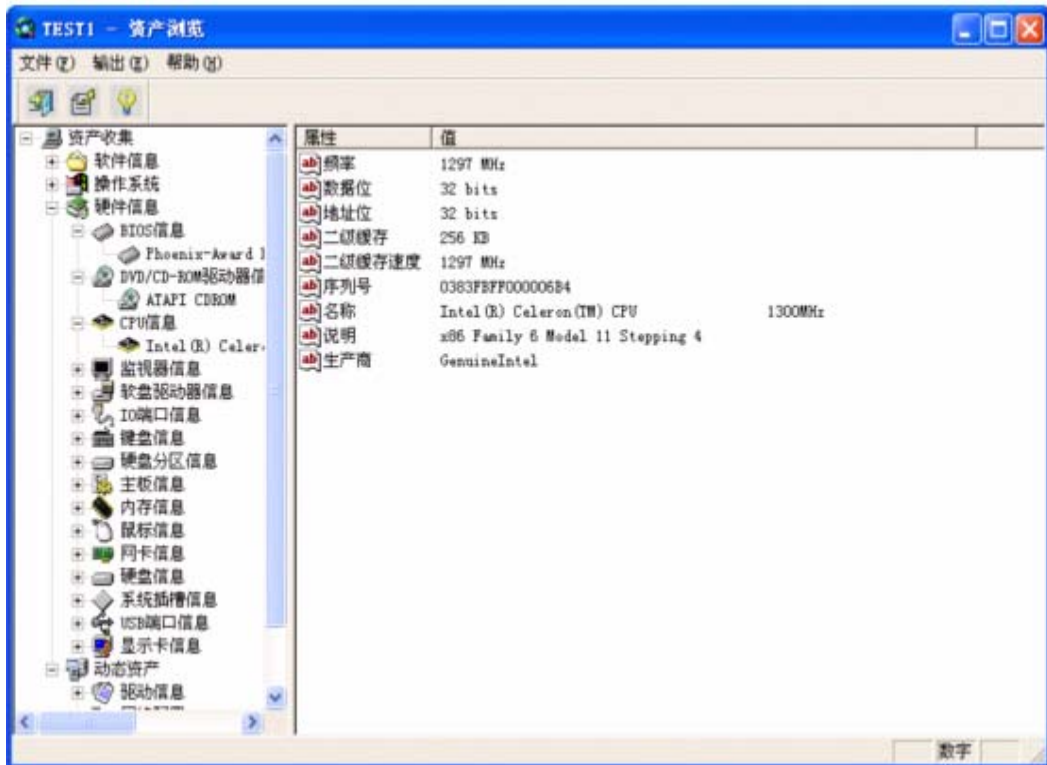 TEST1 - 资产浏览
文件(F) 输出(E) 帮助(H)
资产收集
软件信息
操作系统
硬件信息
BIOS信息
Phoenix-Award
DVD/CD-ROM驱动器信
ATAPI CDROM
CPU信息
Intel(R) Celer
监视器信息
软盘驱动器信息
IO端口信息
键盘信息
硬盘分区信息
主板信息
内存信息
鼠标信息
网卡信息
硬盘信息
系统插槽信息
USB端口信息
显示卡信息
动态资产
驱动信息
属性 值
频率 1297 MHz
数据位 32 bits
地址位 32 bits
二级缓存 256 KB
二级缓存速度 1297 MHz
序列号 0383FBFF000006B4
名称 Intel(R) Celeron(TM) CPU 1300MHz
说明 x86 Family 6 Model 11 Stepping 4
生产商 GenuineIntel
数字